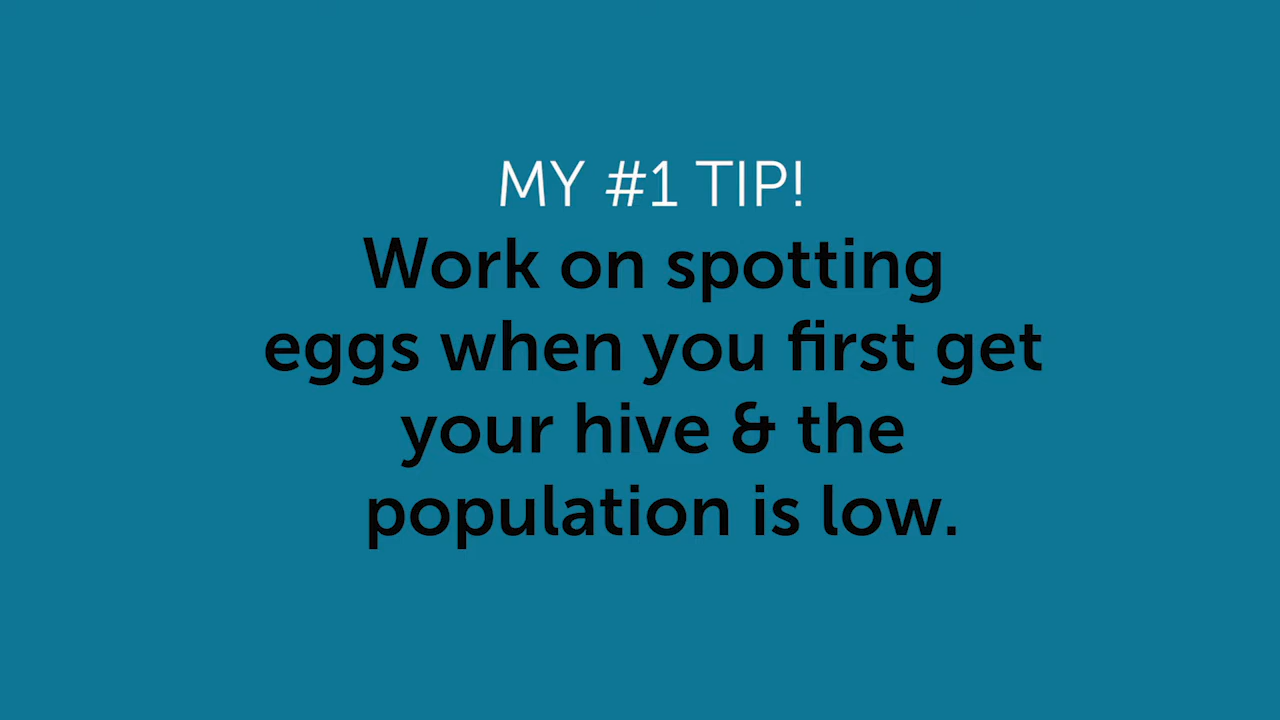 MY #1 TIP!
Work on spotting
eggs when you first get
your hive & the
population is low.